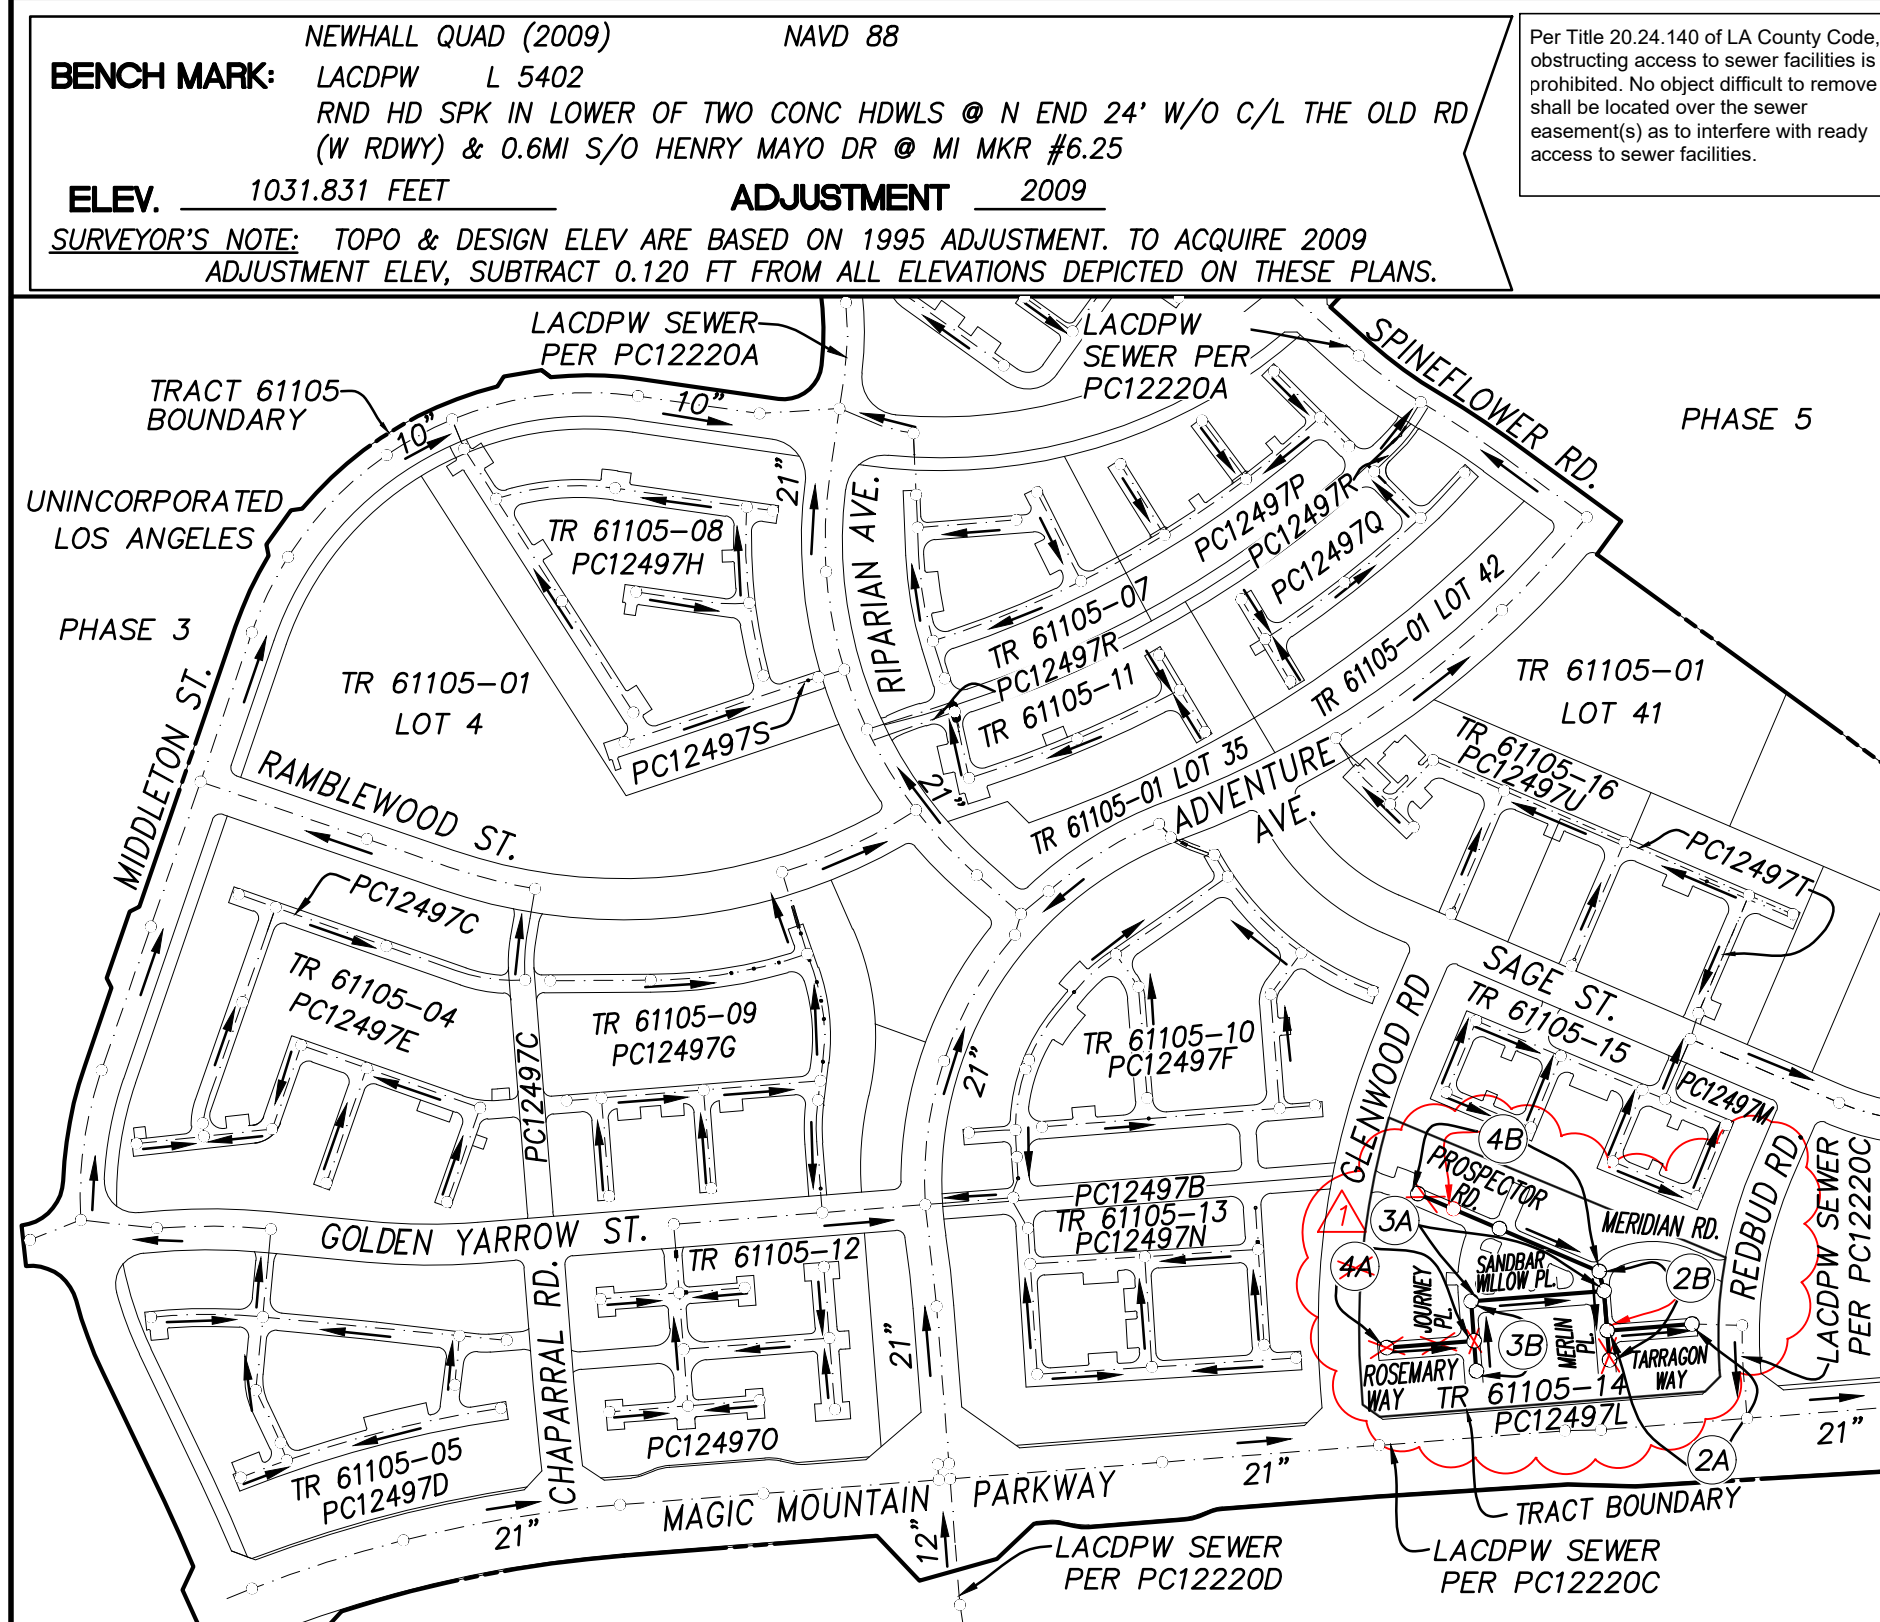 NEWHALL QUAD (2009) NAVD 88
BENCH MARK: LACDPW L 5402
RND HD SPK IN LOWER OF TWO CONC HDWLS @ N END 24' W/O C/L THE OLD RD
(W RDWY) & 0.6MI S/O HENRY MAYO DR @ MI MKR #6.25
ELEV. 1031.831 FEET ADJUSTMENT 2009
SURVEYOR'S NOTE: TOPO & DESIGN ELEV ARE BASED ON 1995 ADJUSTMENT. TO ACQUIRE 2009
ADJUSTMENT ELEV, SUBTRACT 0.120 FT FROM ALL ELEVATIONS DEPICTED ON THESE PLANS.
Per Title 20.24.140 of LA County Code,
obstructing access to sewer facilities is
prohibited. No object difficult to remove
shall be located over the sewer
easement(s) as to interfere with ready
access to sewer facilities.
LACDPW SEWER
PER PC12220A
LACDPW
SEWER PER
PC12220A
SPINEFLOWER RD.
PHASE 5
TRACT 61105
BOUNDARY
10"
10"
UNINCORPORATED
LOS ANGELES
PHASE 3
MIDDLETON ST.
TR 61105-08
PC12497H
21"
RIPARIAN AVE.
PC12497P
PC12497R
PC12497Q
TR 61105-07
PC12497R
TR 61105-11
TR 61105-01 LOT 42
TR 61105-01
LOT 4
TR 61105-01
LOT 41
PC12497S
RAMBLEWOOD ST.
21"
TR 61105-01 LOT 35
ADVENTURE
AVE.
TR 61105-16
PC12497U
PC12497T
PC12497C
TR 61105-04
PC12497E
PC12497C
TR 61105-09
PC12497G
21"
TR 61105-10
PC12497F
GLENWOOD RD
SAGE ST.
TR 61105-15
PC12497M
4B
PROSPECTOR
RD.
MERIDIAN RD.
REDBUD RD.
LACDPW SEWER
PER PC12220C
PC12497B
TR 61105-13
PC12497N
1
3A
4A
SANDBAR
WILLOW PL.
2B
JOURNEY
PL.
3B
MERLIN
PL.
TARRAGON
WAY
ROSEMARY
WAY
TR 61105-14
PC12497L
2A
21"
GOLDEN YARROW ST.
TR 61105-12
CHAPARRAL RD.
21"
PC12497O
TR 61105-05
PC12497D
21"
MAGIC MOUNTAIN PARKWAY
21"
12"
TRACT BOUNDARY
LACDPW SEWER
PER PC12220D
LACDPW SEWER
PER PC12220C